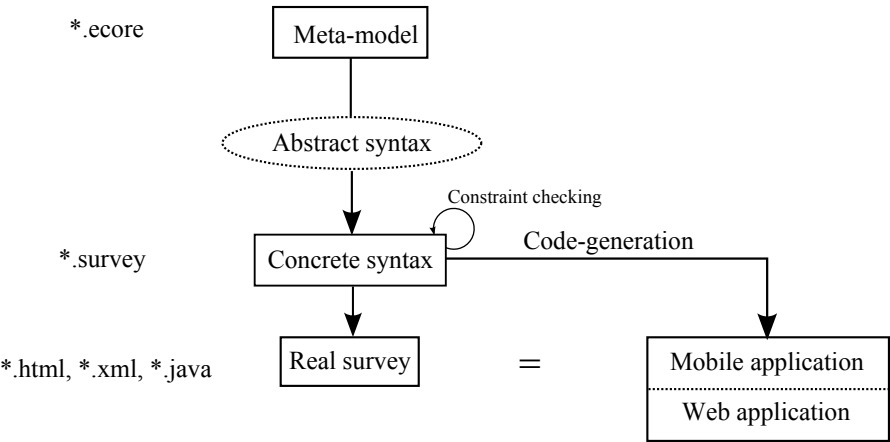 *.ecore
Meta-model
Abstract syntax
Constraint checking
Code-generation
*.survey
Concrete syntax
*.html, *.xml, *.java
Real survey
=
Mobile application
Web application